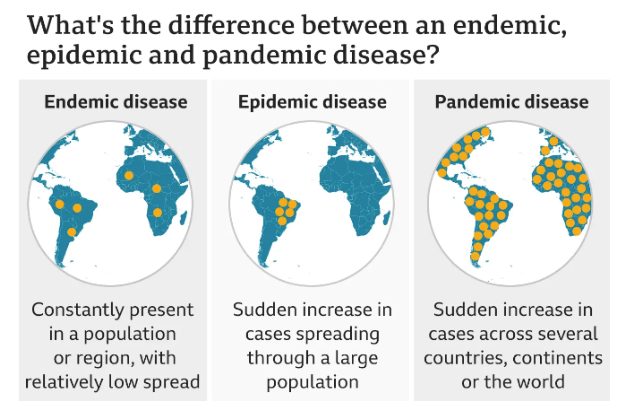 What's the difference between an endemic,
epidemic and pandemic disease?
Endemic disease
Constantly present
in a population
or region, with
relatively low spread
Epidemic disease
Sudden increase in
cases spreading
through a large
population
Pandemic disease
Sudden increase in
cases across several
countries, continents
or the world